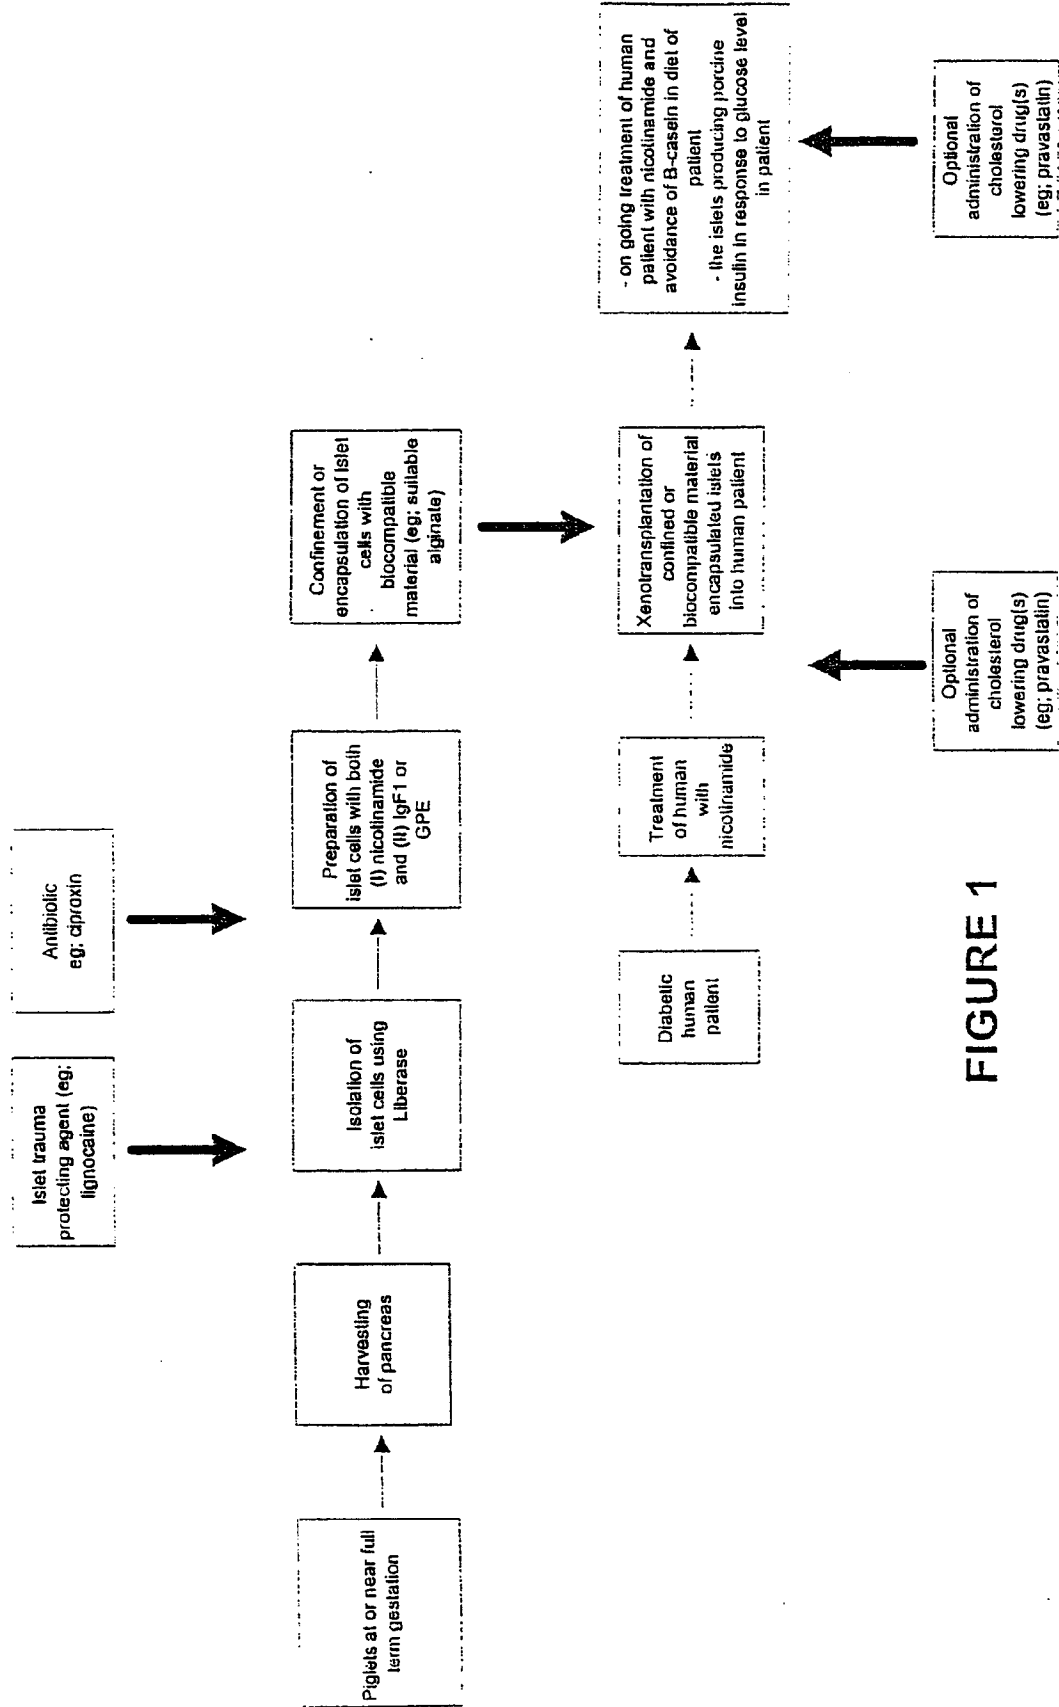 Islet trauma
protecting agent (eg;
lignocaine)
Antibiotic
eg; ciproxin
Piglets at or near full
term gestation
Harvesting
of pancreas
Isolation of
islet cells using
Liberase
Preparation of
islet cells with both
(I) nicotinamide
and (II) IgF1 or
GPE
Confinement or
encapsulation of islet
cells with
biocompatible
material (eg; suitable
alginate)
Diabetic
human
patient
Treatment
of human
with
nicotinamide
Xenotransplantation of
confined or
biocompatible material
encapsulated islets
into human patient
- on going treatment of human
patient with nicotinamide and
avoidance of B-casein in diet of
patient
- the islets producing porcine
insulin in response to glucose level
in patient
Optional
administration of
cholesterol
lowering drug(s)
(eg; pravastatin)
Optional
administration of
cholesterol
lowering drug(s)
(eg; pravastatin)
FIGURE 1